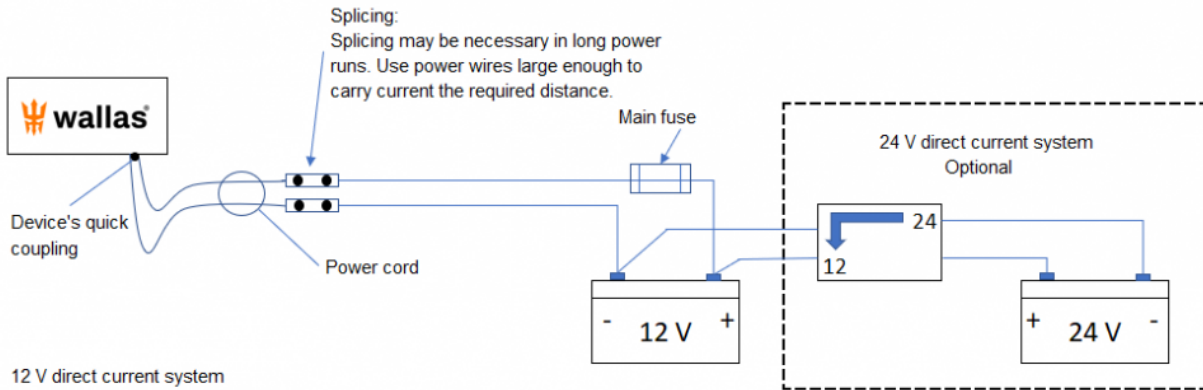 Splicing:
Splicing may be necessary in long power
runs. Use power wires large enough to
carry current the required distance.
wallas®
Main fuse
24 V direct current system
Optional
Device's quick
coupling
Power cord
24
12
- 12 V +
+ 24 V -
12 V direct current system